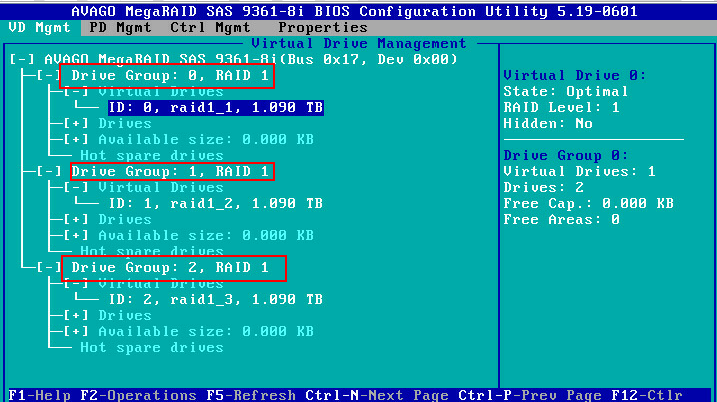 AVAGO MegaRAID SAS 9361-8i BIOS Configuration Utility 5.19-0601
VD Mgmt PD Mgmt Ctrl Mgmt Properties
Virtual Drive Management
[-] AVAGO MegaRAID SAS 9361-8i(Bus 0x17, Dev 0x00)
[-] Drive Group: 0, RAID 1
[-] Virtual Drives
ID: 0, raid1_1, 1.090 TB
[+] Drives
[+] Available size: 0.000 KB
Hot spare drives
[-] Drive Group: 1, RAID 1
[-] Virtual Drives
ID: 1, raid1_2, 1.090 TB
[+] Drives
[+] Available size: 0.000 KB
Hot spare drives
[-] Drive Group: 2, RAID 1
[-] Virtual Drives
ID: 2, raid1_3, 1.090 TB
[+] Drives
[+] Available size: 0.000 KB
Hot spare drives
Virtual Drive 0:
State: Optimal
RAID Level: 1
Hidden: No
Drive Group 0:
Virtual Drives: 1
Drives: 2
Free Cap.: 0.000 KB
Free Areas: 0
F1-Help F2-Operations F5-Refresh Ctrl-N-Next Page Ctrl-P-Prev Page F12-Ctlr